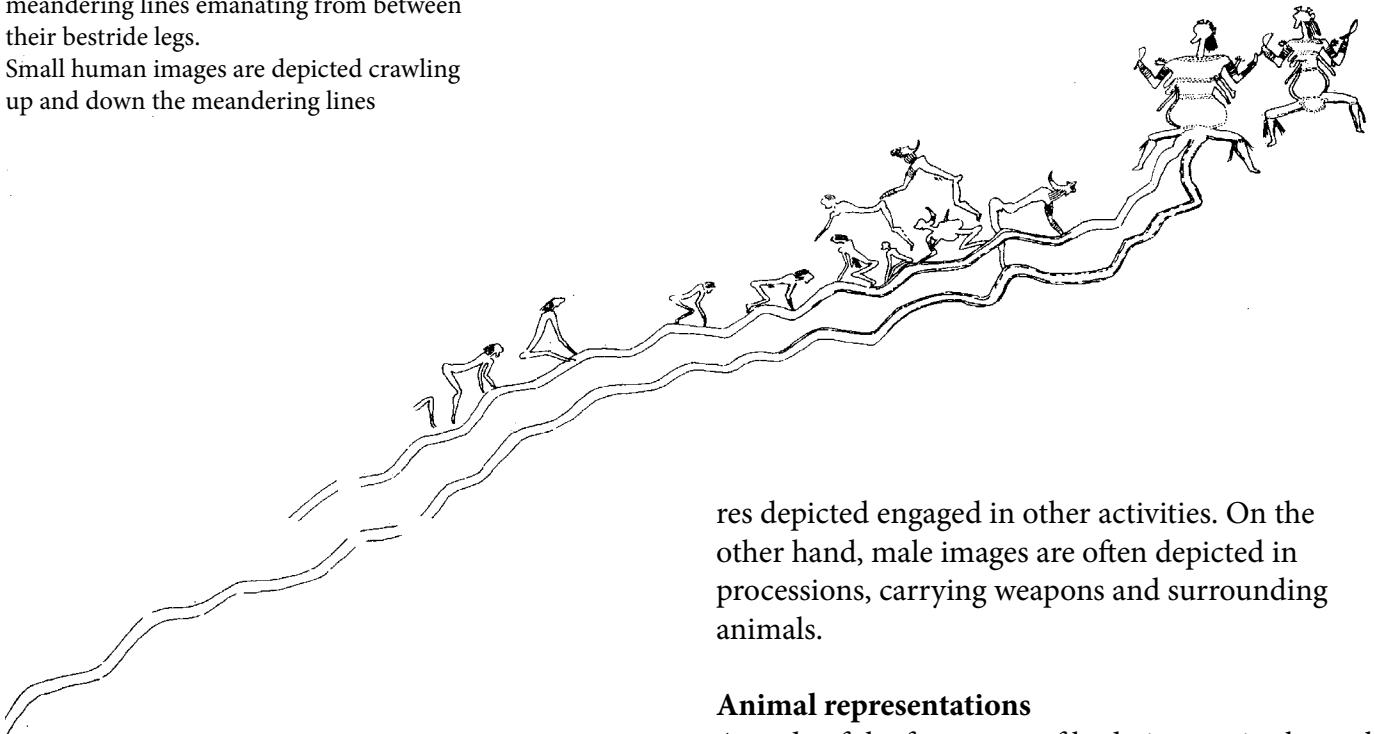 meandering lines emanating from between
their bestride legs.
Small human images are depicted crawling
up and down the meandering lines
res depicted engaged in other activities. On the
other hand, male images are often depicted in
processions, carrying weapons and surrounding
animals.
Animal representations